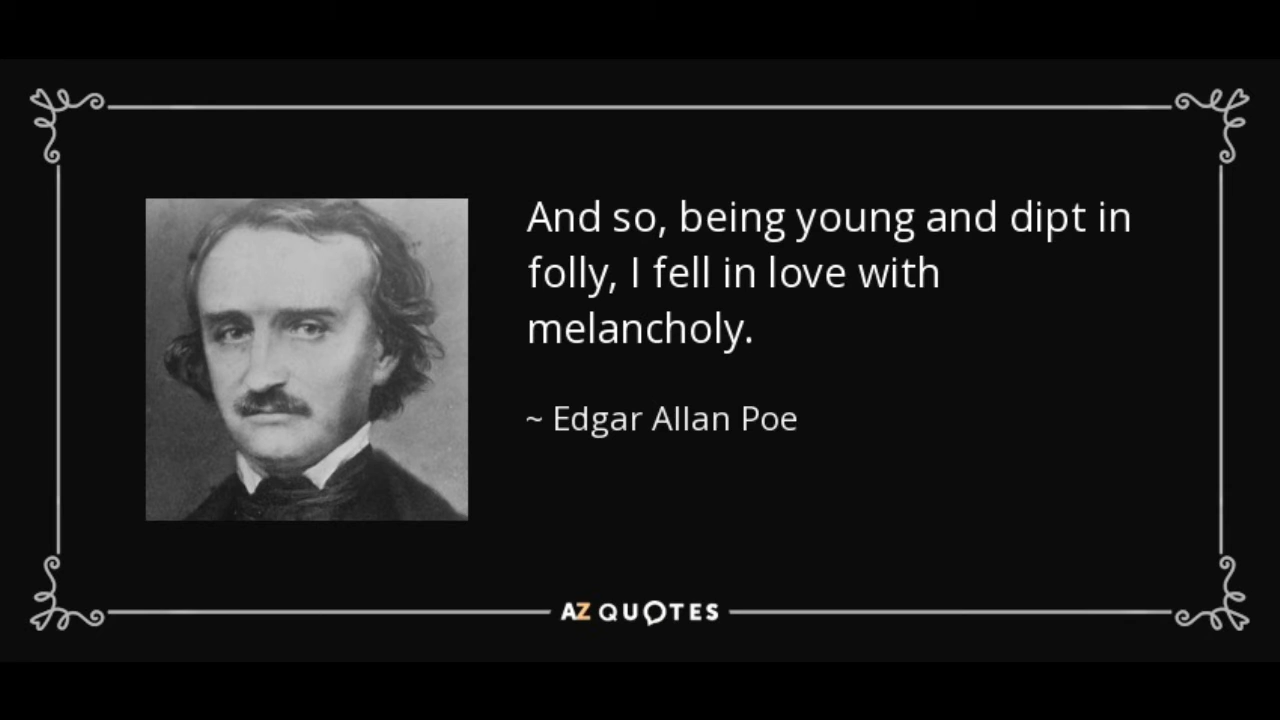 And so, being young and dipt in
folly, I fell in love with
melancholy.
~ Edgar Allan Poe
AZ QUOTES